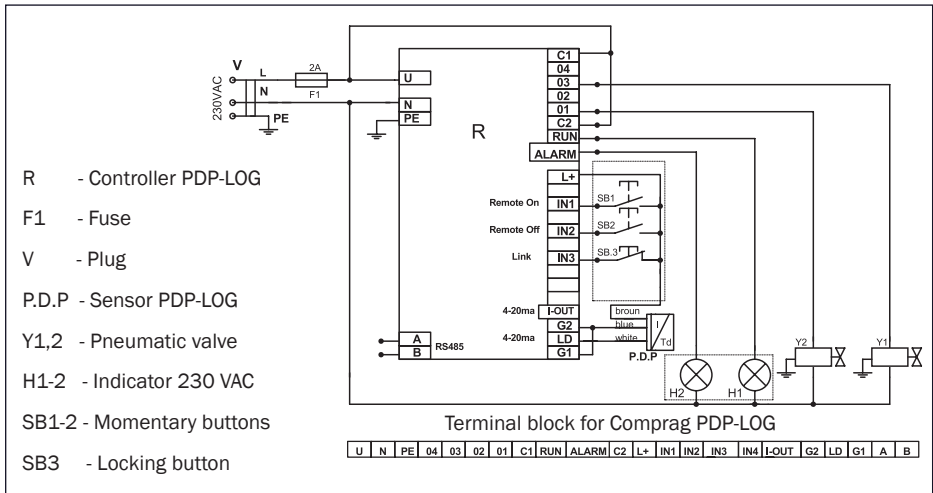 V
230VAC
L
2A
F1
N
PE
U
N
PE
R
C1
04
03
02
01
C2
RUN
ALARM
L+
Remote On
IN1
SB1
Remote Off
IN2
SB2
Link
IN3
SB.3
4-20ma
I-OUT
broun
G2
blue
4-20ma
LD
white
G1
I
Td
P.D.P
A
B
RS485
H2
H1
Y2
Y1
R - Controller PDP-LOG
F1 - Fuse
V - Plug
P.D.P - Sensor PDP-LOG
Y1,2 - Pneumatic valve
H1-2 - Indicator 230 VAC
SB1-2 - Momentary buttons
SB3 - Locking button
Terminal block for Comprag PDP-LOG
U N PE 04 03 02 01 C1 RUN ALARM C2 L+ IN1 IN2 IN3 IN4 I-OUT G2 LD G1 A B